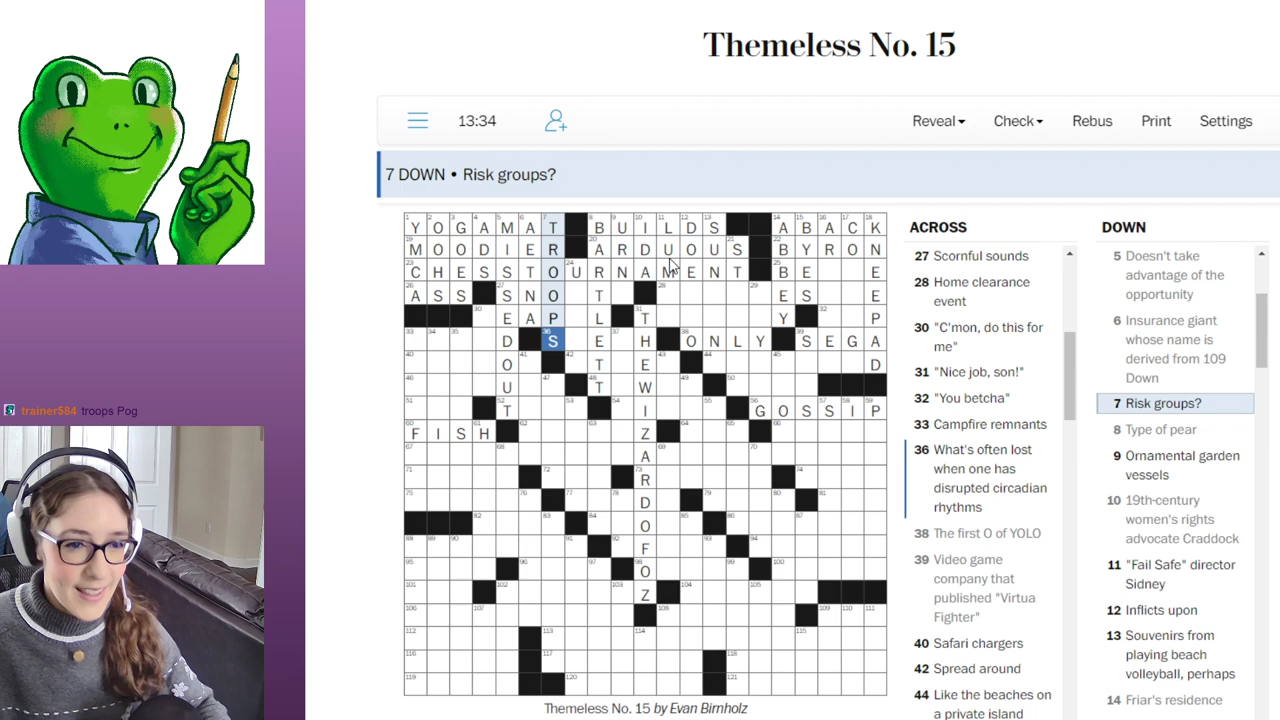 Themeless No. 15
13:34
Reveal
Check
Rebus
Print
Settings
7 DOWN • Risk groups?
YOGAMAT BUILDS ABACK
MOODIER ARDUOUS BYRON
CHESSTOURNAMENT BE E
ASS SNO T ES E
EAP L T Y P
O S E H ONLY SEGA
U E E D
U T W
T T I GOSSIP
FISH Z
A
R
D
O
F
O
Z
ACROSS
27 Scornful sounds
28 Home clearance
event
30 "C'mon, do this for
me"
31 "Nice job, son!"
32 "You betcha"
33 Campfire remnants
36 What's often lost
when one has
disrupted circadian
rhythms
38 The first O of YOLO
39 Video game
company that
published "Virtua
Fighter"
40 Safari chargers
42 Spread around
44 Like the beaches on
a private island
DOWN
5 Doesn't take
advantage of the
opportunity
6 Insurance giant
whose name is
derived from 109
Down
7 Risk groups?
8 Type of pear
9 Ornamental garden
vessels
10 19th-century
women's rights
advocate Craddock
11 "Fail Safe" director
Sidney
12 Inflicts upon
13 Souvenirs from
playing beach
volleyball, perhaps
14 Friar's residence
trainer584 troops Pog
Themeless No. 15 by Evan Birnholz